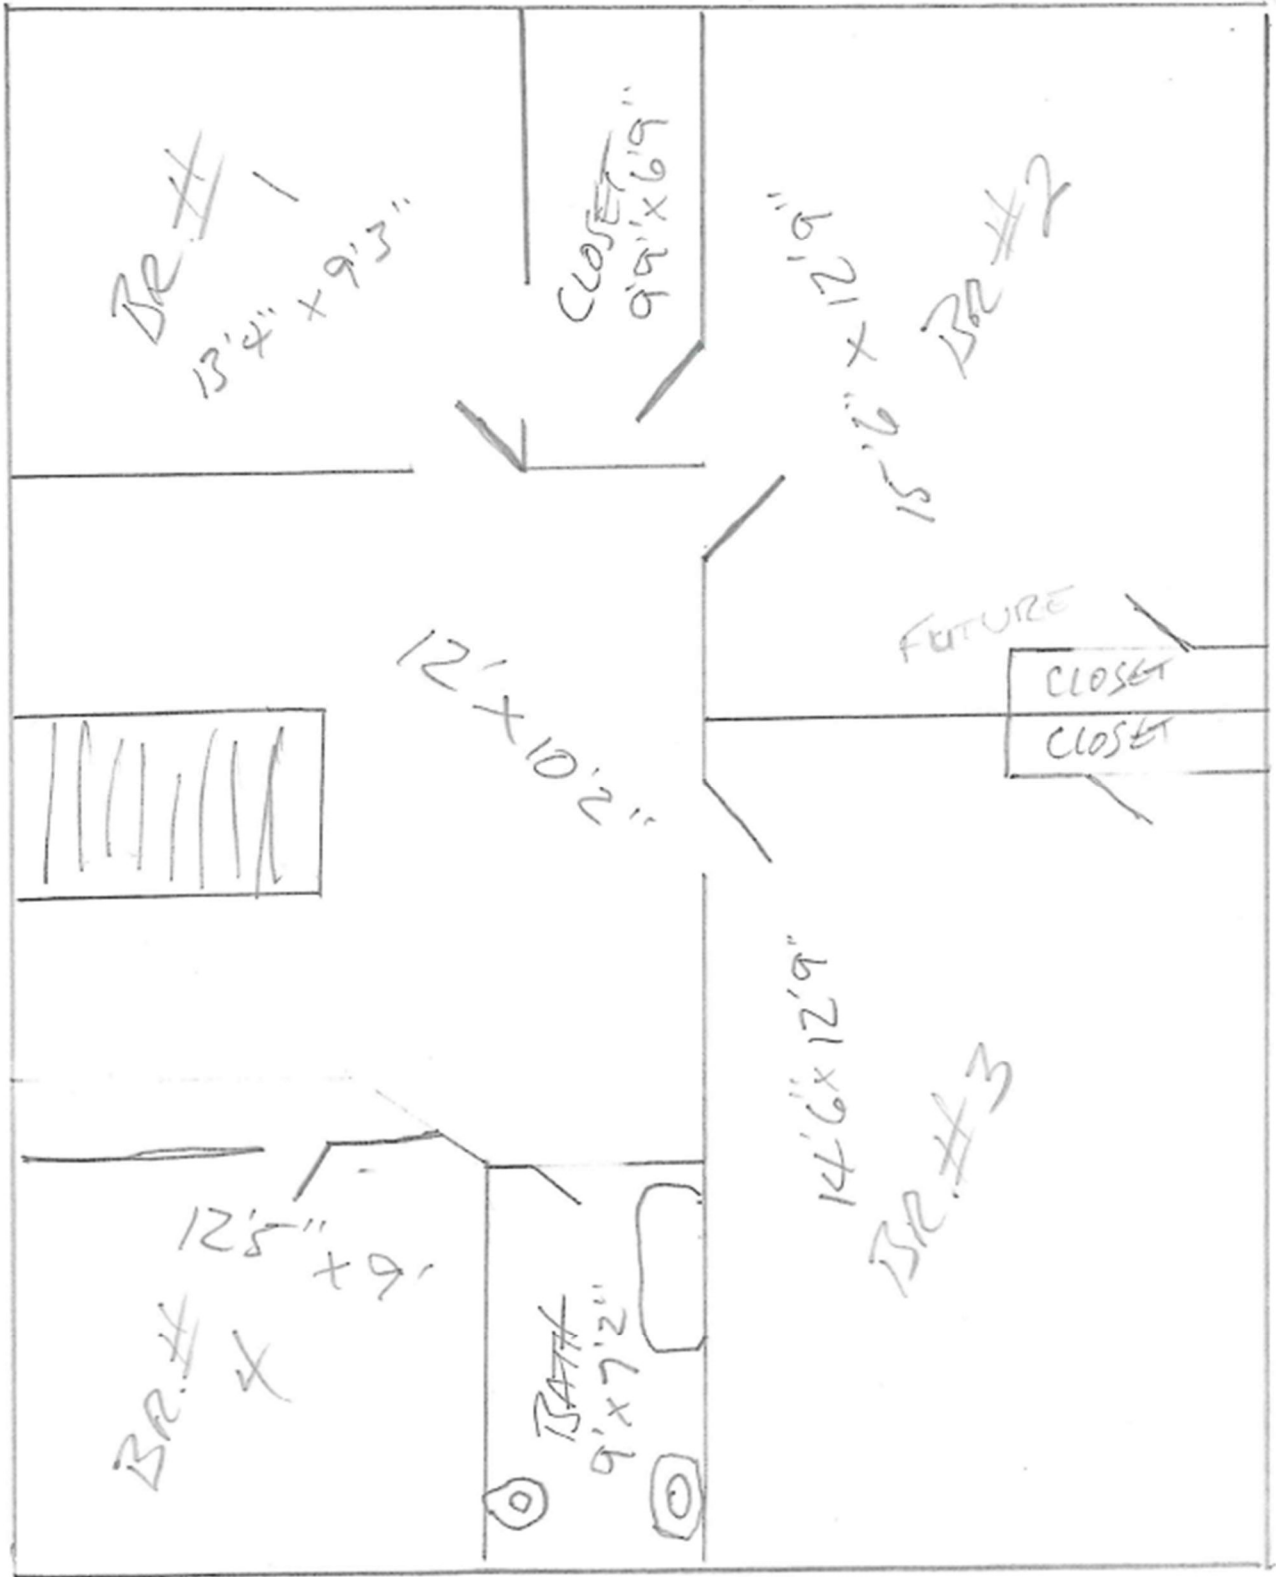 BR. # 1
13'4" x 9'3"
CLOSET
9'9" x 6'9"
BR #2
15'6" x 12'9"
FUTURE
CLOSET
CLOSET
12' x 10'2"
14'6" x 12'9"
BR. #3
12'5"
x 9'
BR. #
4
BATH
9' x 7'2"